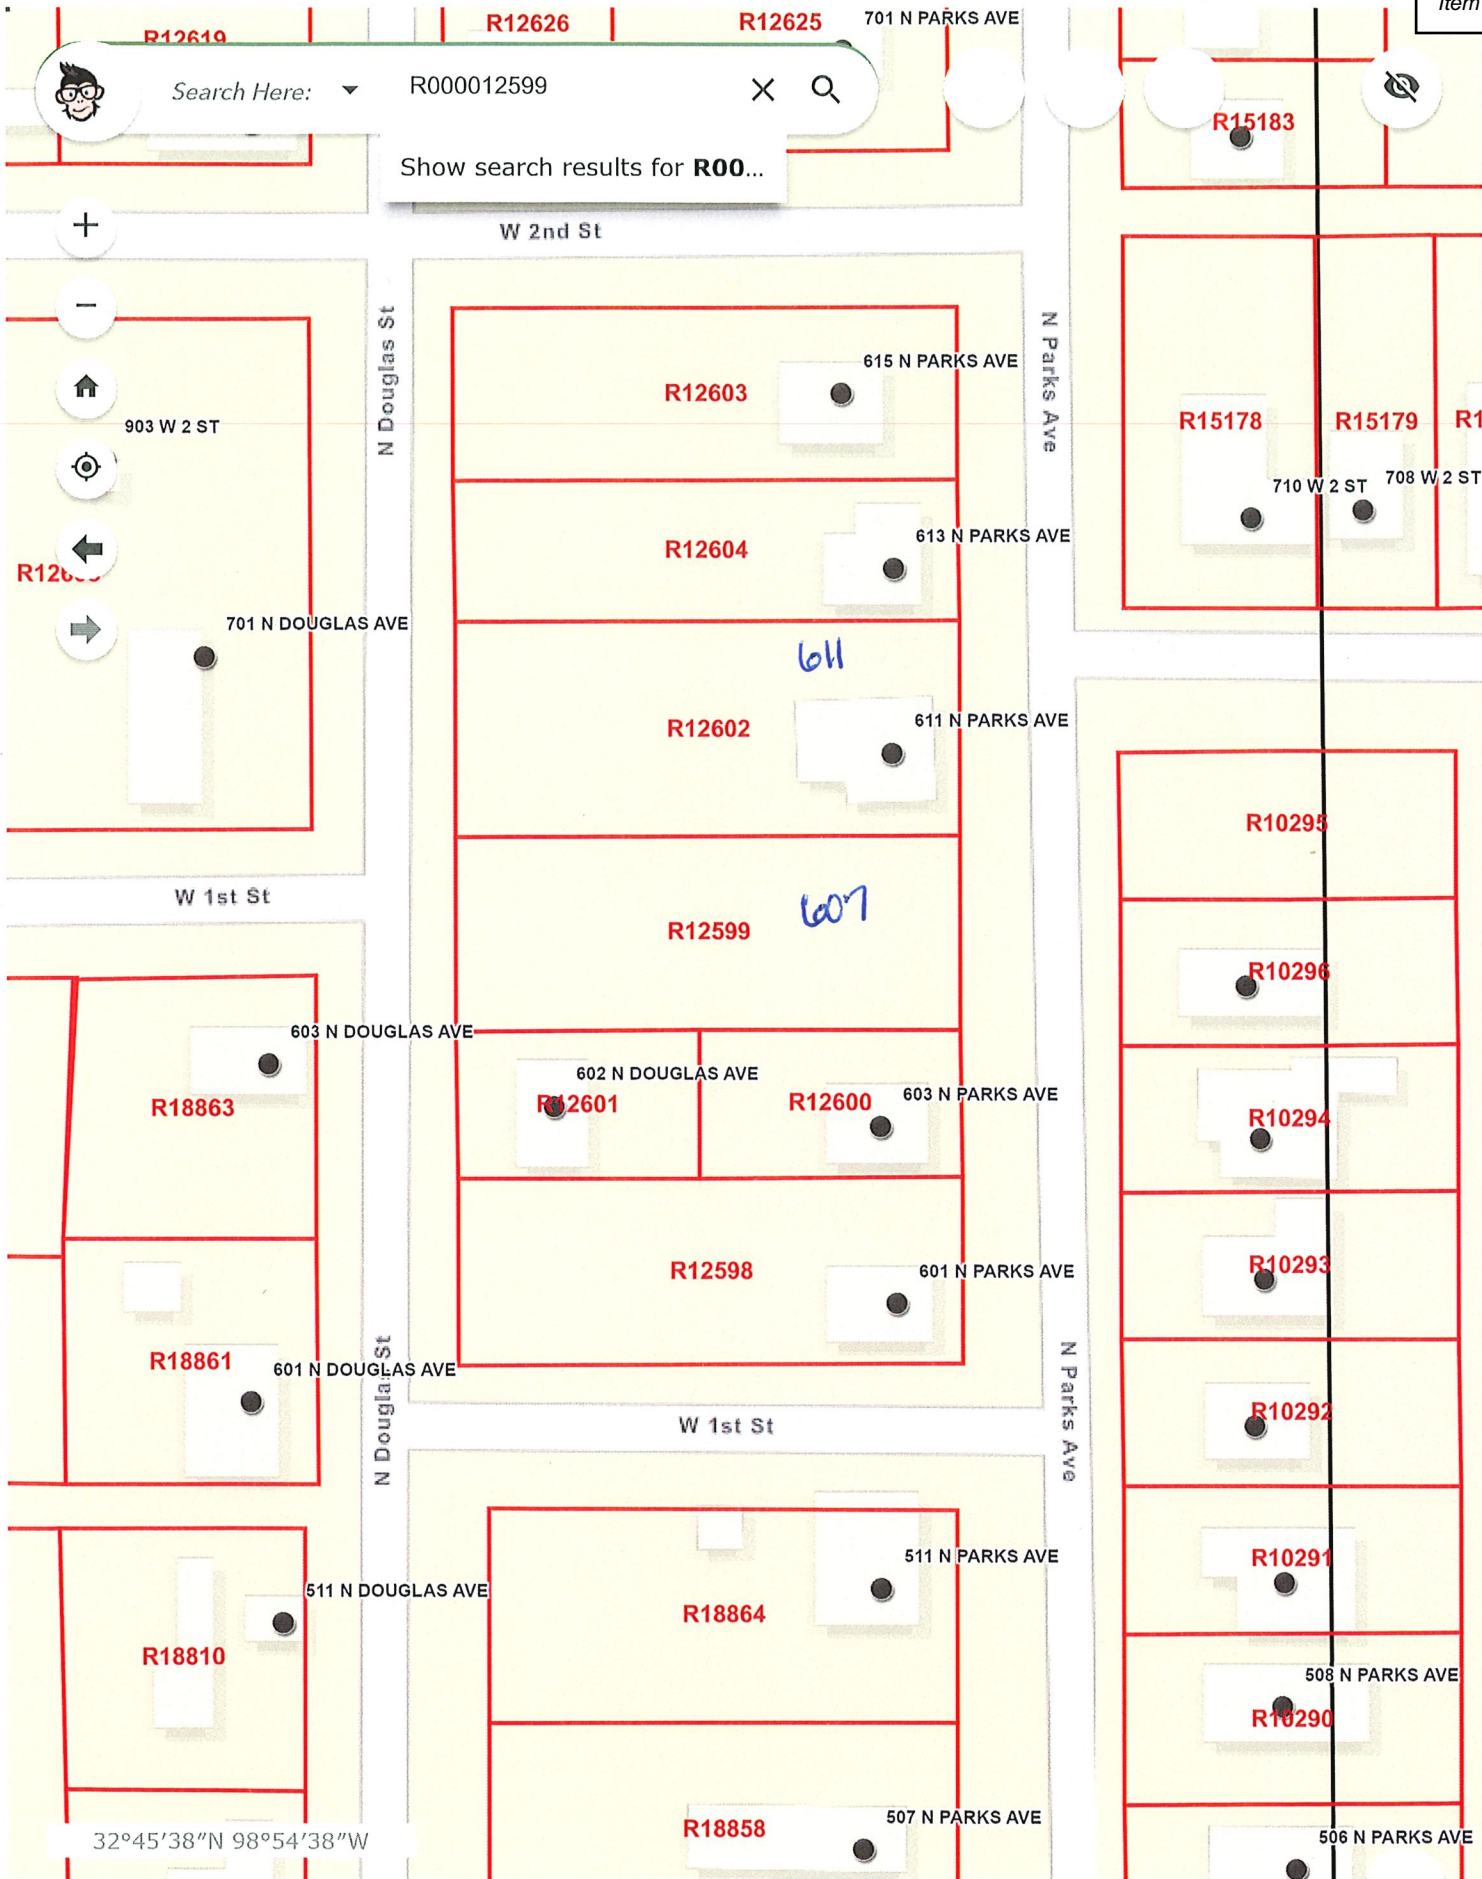 Item
R12626
R12625
701 N PARKS AVE
R12619
Search Here:
R000012599
Show search results for R00...
R15183
W 2nd St
N Douglas St
N Parks Ave
615 N PARKS AVE
R12603
903 W 2 ST
R15178
R15179
710 W 2 ST
708 W 2 ST
R12604
613 N PARKS AVE
701 N DOUGLAS AVE
611
R12602
611 N PARKS AVE
R10295
W 1st St
R12599
607
R10296
603 N DOUGLAS AVE
602 N DOUGLAS AVE
R12601
R12600
603 N PARKS AVE
R18863
R10294
R12598
601 N PARKS AVE
R10293
R18861
601 N DOUGLAS AVE
N Douglas St
N Parks Ave
R10292
W 1st St
511 N PARKS AVE
R10291
511 N DOUGLAS AVE
R18864
R18810
508 N PARKS AVE
R10290
R18858
507 N PARKS AVE
506 N PARKS AVE
32°45'38"N 98°54'38"W